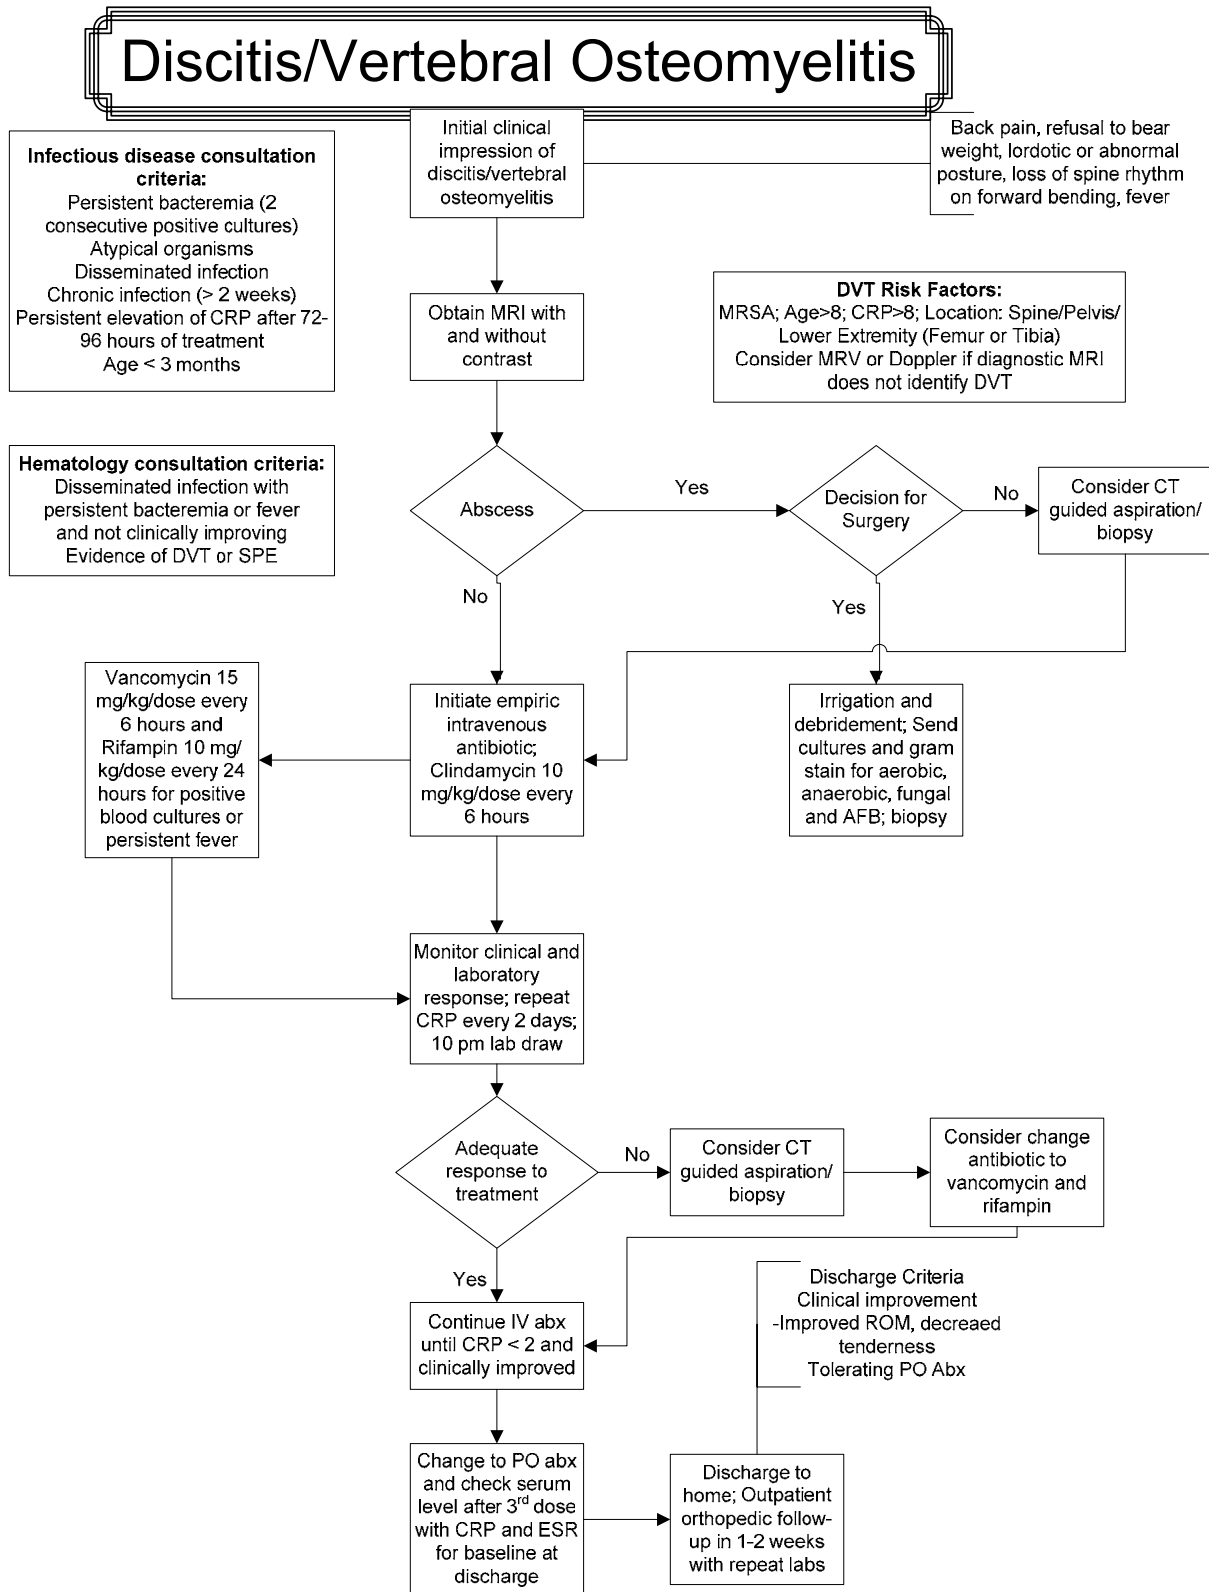 Discitis/Vertebral Osteomyelitis
Initial clinical
impression of
discitis/vertebral
osteomyelitis
Back pain, refusal to bear
weight, lordotic or abnormal
posture, loss of spine rhythm
on forward bending, fever
Infectious disease consultation
criteria:
Persistent bacteremia (2
consecutive positive cultures)
Atypical organisms
Disseminated infection
Chronic infection (> 2 weeks)
Persistent elevation of CRP after 72-
96 hours of treatment
Age < 3 months
Obtain MRI with
and without
contrast
DVT Risk Factors:
MRSA; Age>8; CRP>8; Location: Spine/Pelvis/
Lower Extremity (Femur or Tibia)
Consider MRV or Doppler if diagnostic MRI
does not identify DVT
Hematology consultation criteria:
Disseminated infection with
persistent bacteremia or fever
and not clinically improving
Evidence of DVT or SPE
Abscess
Yes
Decision for
Surgery
No
Consider CT
guided aspiration/
biopsy
No
Yes
Vancomycin 15
mg/kg/dose every
6 hours and
Rifampin 10 mg/
kg/dose every 24
hours for positive
blood cultures or
persistent fever
Initiate empiric
intravenous
antibiotic;
Clindamycin 10
mg/kg/dose every
6 hours
Irrigation and
debridement; Send
cultures and gram
stain for aerobic,
anaerobic, fungal
and AFB; biopsy
Monitor clinical and
laboratory
response; repeat
CRP every 2 days;
10 pm lab draw
Adequate
response to
treatment
No
Consider CT
guided aspiration/
biopsy
Consider change
antibiotic to
vancomycin and
rifampin
Yes
Continue IV abx
until CRP < 2 and
clinically improved
Discharge Criteria
Clinical improvement
-Improved ROM, decreaed
tenderness
Tolerating PO Abx
Change to PO abx
and check serum
level after 3rd dose
with CRP and ESR
for baseline at
discharge
Discharge to
home; Outpatient
orthopedic follow-
up in 1-2 weeks
with repeat labs